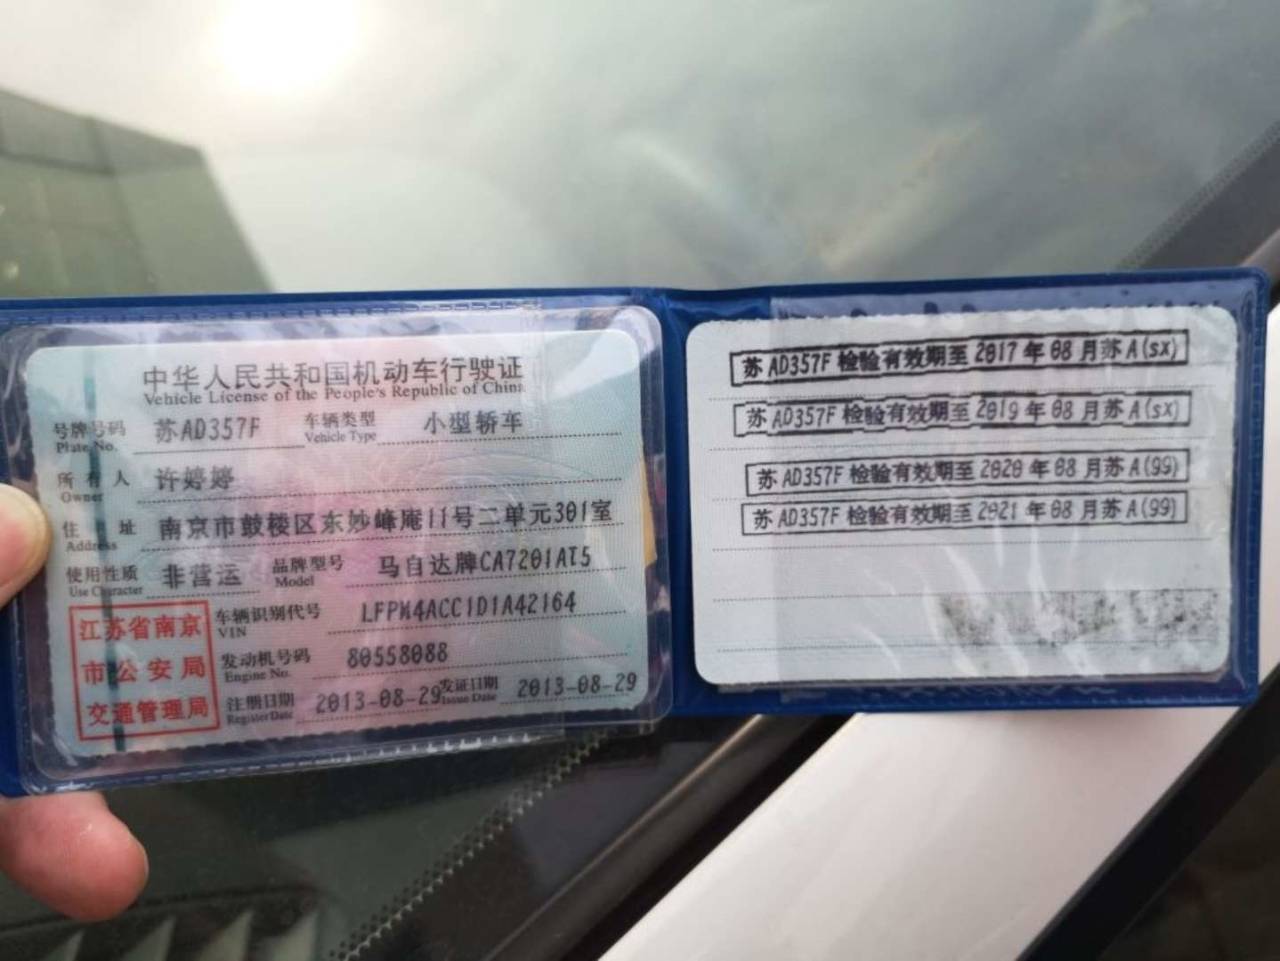 中华人民共和国机动车行驶证
Vehicle License of the People's Republic of China
号牌号码 苏AD357F 车辆类型 小型轿车
Plate No. Vehicle Type
所有人 许婷婷
Owner
住址 南京市鼓楼区东妙峰庵11号二单元301室
Address
使用性质 非营运 品牌型号 马自达牌CA7201AT5
Use Character Model
车辆识别代号 LFPM4ACC1D1A42164
VIN
发动机号码 80558088
Engine No.
注册日期 2013-08-29 发证日期 2013-08-29
Register Date Issue Date
江苏省南京
市公安局
交通管理局
苏AD357F 检验有效期至 2017年08月苏A(sx)
苏AD357F 检验有效期至 2019年08月苏A(sx)
苏AD357F 检验有效期至 2020年08月苏A(99)
苏AD357F 检验有效期至 2021年08月苏A(99)